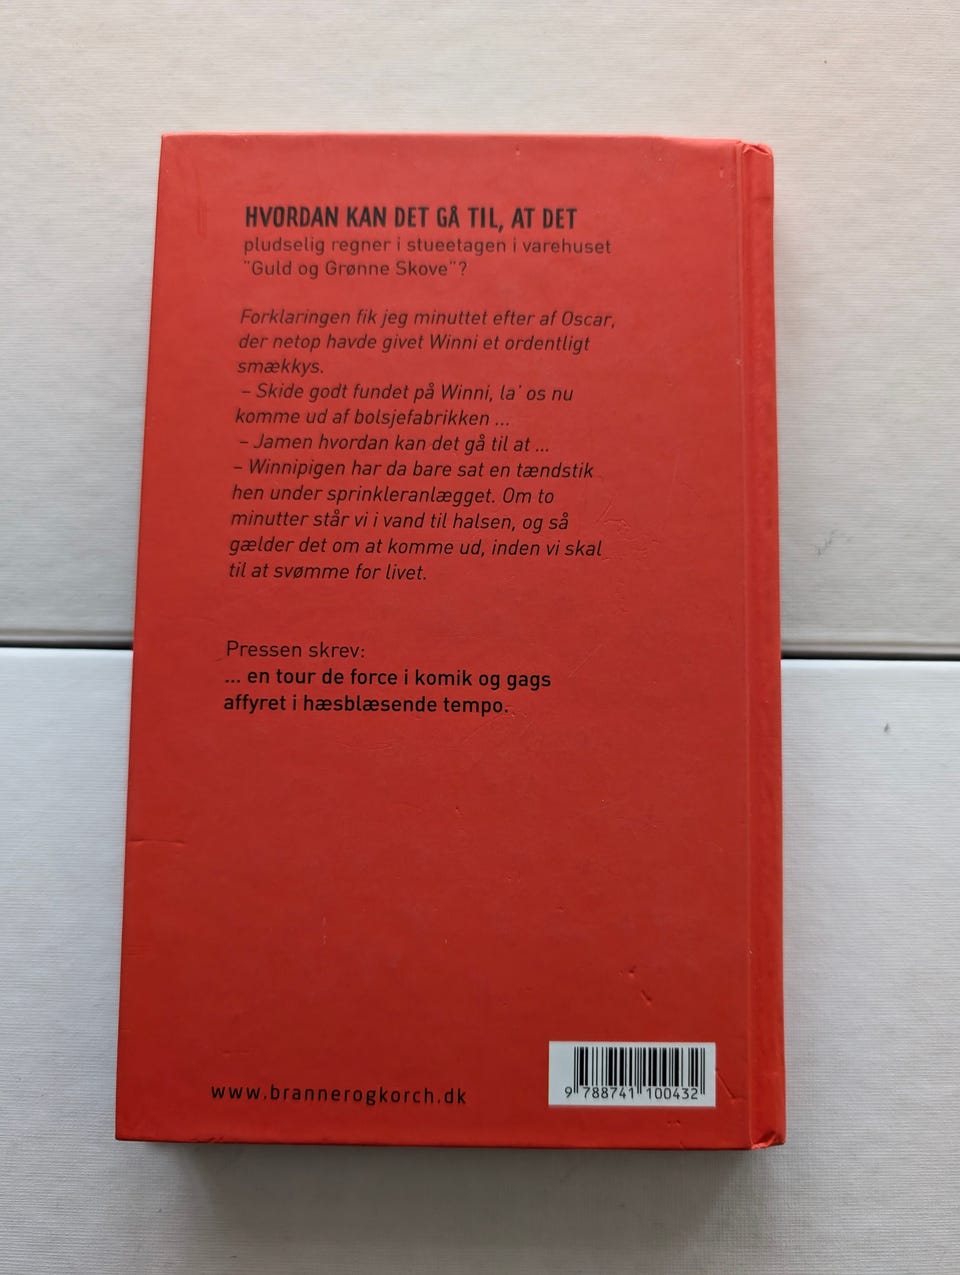 HVORDAN KAN DET GÅ TIL, AT DET
pludselig regner i stueetagen i varehuset
"Guld og Grønne Skove"?
Forklaringen fik jeg minuttet efter af Oscar,
der netop havde givet Winni et ordentligt
smækkys.
– Skide godt fundet på Winni, la' os nu
komme ud af bolsjefabrikken ...
– Jamen hvordan kan det gå til at ...
– Winnipigen har da bare sat en tændstik
hen under sprinkleranlægget. Om to
minutter står vi i vand til halsen, og så
gælder det om at komme ud, inden vi skal
til at svømme for livet.
Pressen skrev:
... en tour de force i komik og gags
affyret i hæsblæsende tempo.
www.brannerogkorch.dk
9 788741 100432